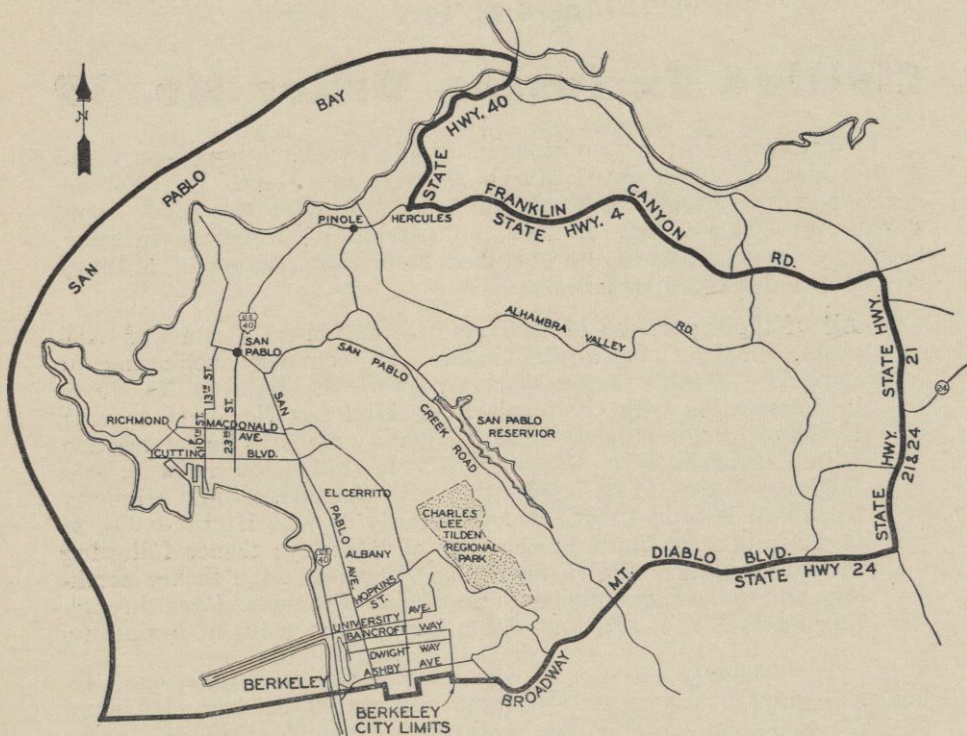 N
SAN PABLO BAY
STATE HWY. 40
FRANKLIN CANYON RD.
STATE HWY. 4
PINOLE
HERCULES
U.S. 40
SAN PABLO
ALHAMBRA VALLEY RD.
STATE HWY. 21
24
SAN PABLO CREEK ROAD
SAN PABLO RESERVIOR
13TH ST.
23RD ST.
10TH ST.
RICHMOND
MACDONALD AVE.
CUTTING BLVD.
SAN PABLO AVE.
STATE HWY. 21 & 24
EL CERRITO
CHARLES
LEE
TILDEN
REGIONAL
PARK
U.S. 40
ALBANY
HOPKINS ST.
MT. DIABLO BLVD.
STATE HWY 24
UNIVERSITY AVE.
BANCROFT WAY
DWIGHT WAY
ASHBY AVE
BROADWAY
BERKELEY
BERKELEY
CITY LIMITS